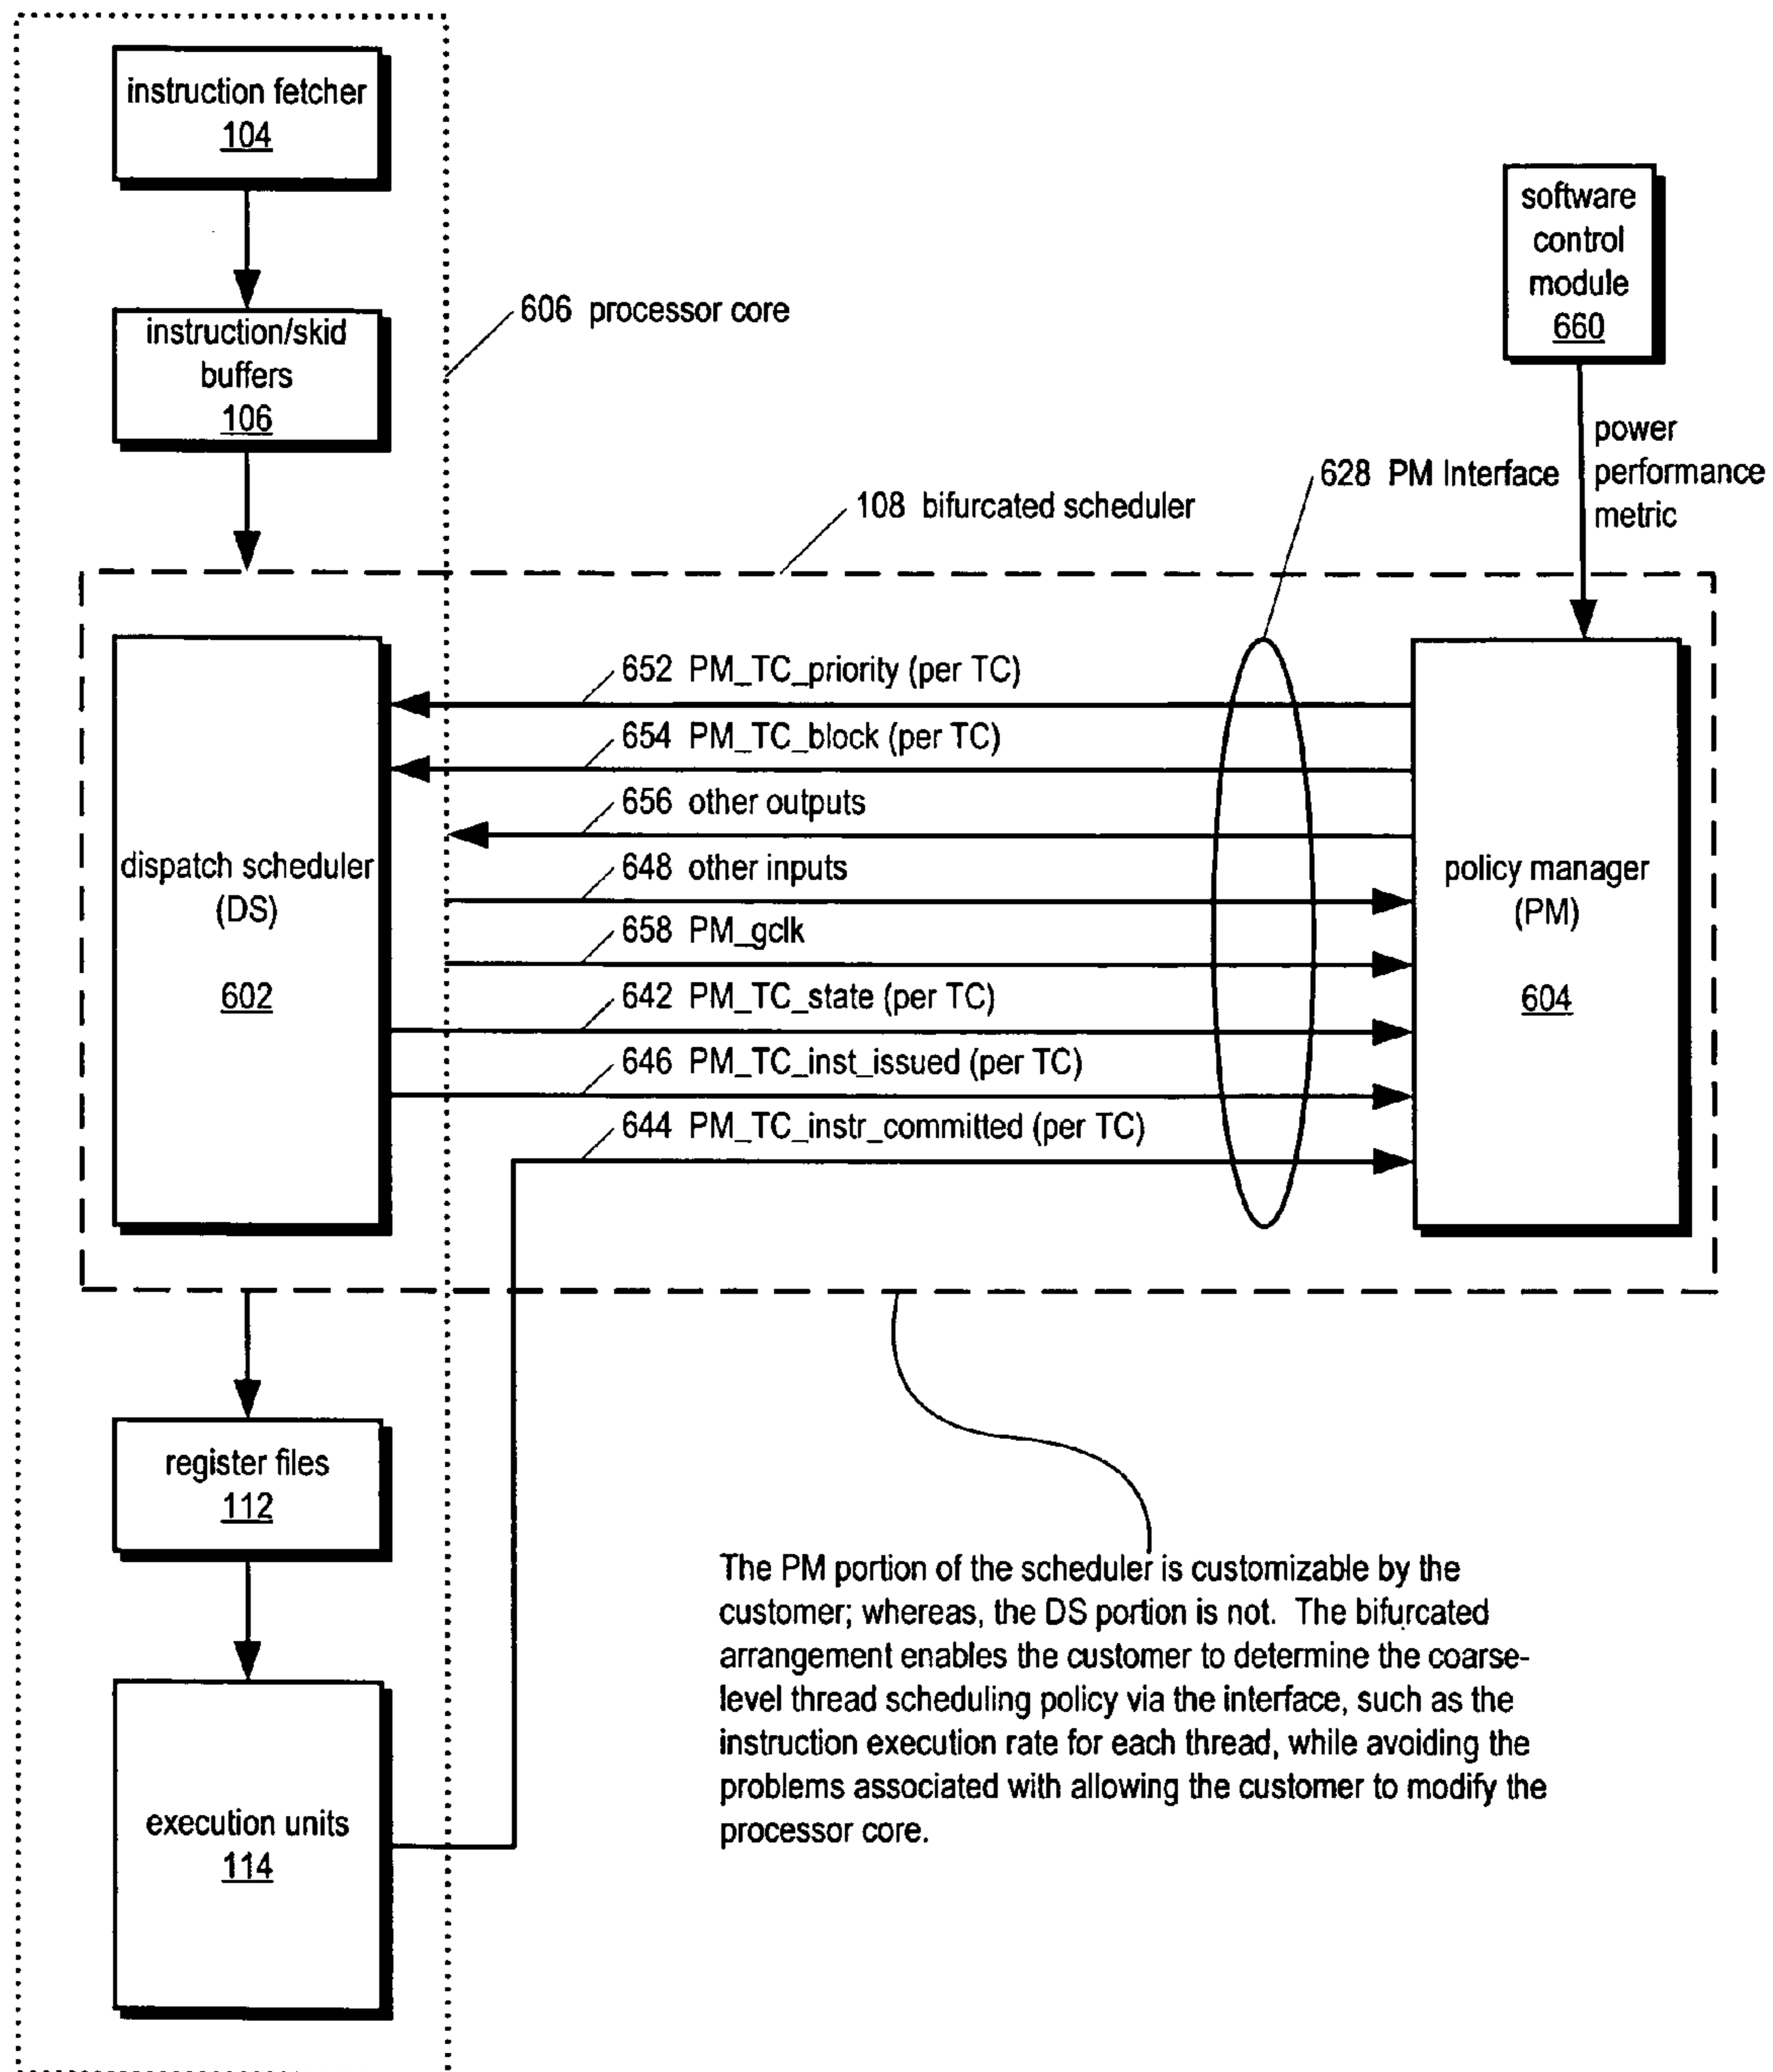 instruction fetcher
104
instruction/skid
buffers
106
606 processor core
software
control
module
660
power
performance
metric
628 PM Interface
108 bifurcated scheduler
652 PM_TC_priority (per TC)
654 PM_TC_block (per TC)
656 other outputs
648 other inputs
658 PM_gclk
642 PM_TC_state (per TC)
646 PM_TC_inst_issued (per TC)
644 PM_TC_instr_committed (per TC)
dispatch scheduler
(DS)
602
policy manager
(PM)
604
register files
112
execution units
114
The PM portion of the scheduler is customizable by the
customer; whereas, the DS portion is not. The bifurcated
arrangement enables the customer to determine the coarse-
level thread scheduling policy via the interface, such as the
instruction execution rate for each thread, while avoiding the
problems associated with allowing the customer to modify the
processor core.